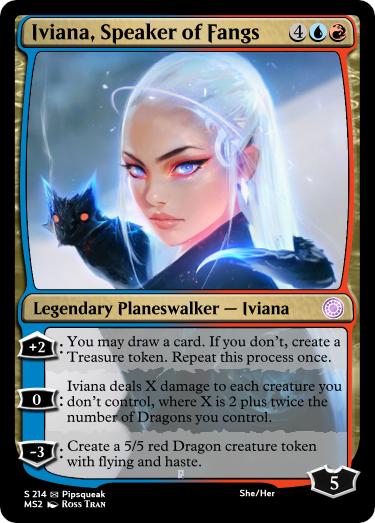 Iviana, Speaker of Fangs 4
Legendary Planeswalker — Iviana
+2 : You may draw a card. If you don't, create a
Treasure token. Repeat this process once.
0 : Iviana deals X damage to each creature you
don't control, where X is 2 plus twice the
number of Dragons you control.
-3 : Create a 5/5 red Dragon creature token
with flying and haste.
5
S 214 Pipsqueak She/Her
MS2 Ross Tran